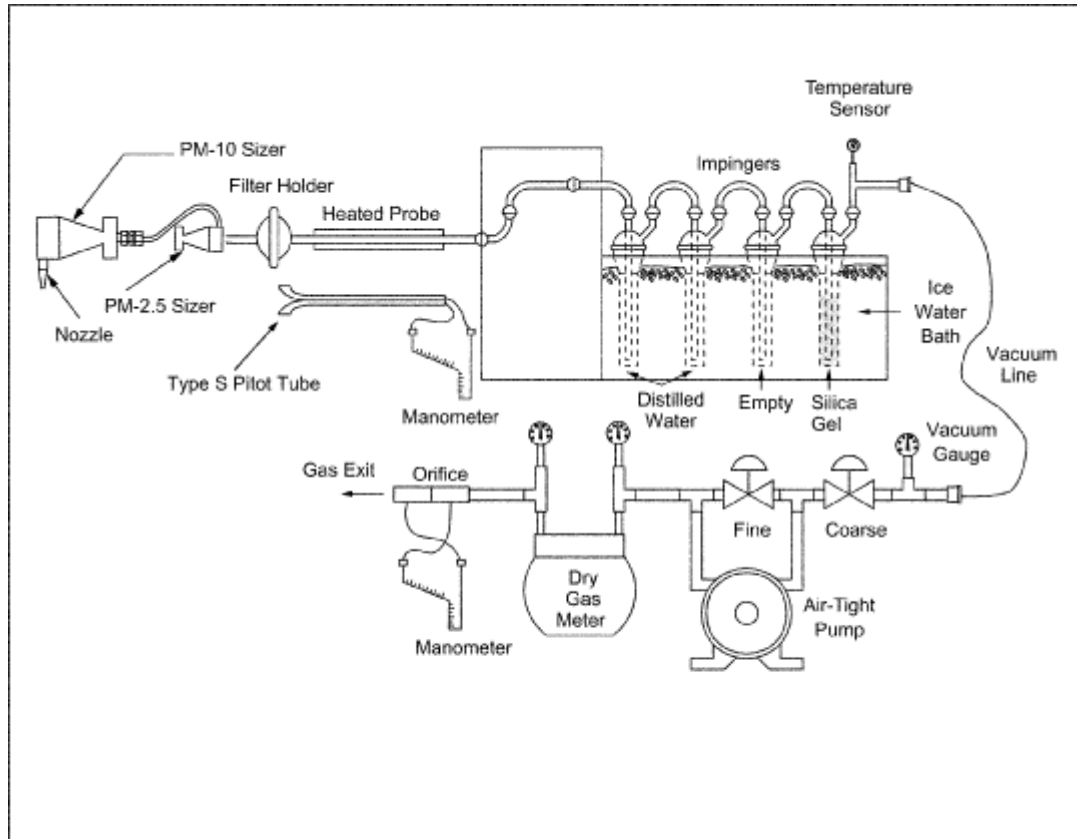 Temperature
Sensor
PM-10 Sizer
Impingers
Filter Holder
Heated Probe
PM-2.5 Sizer
Nozzle
Ice
Water
Bath
Type S Pilot Tube
Vacuum
Line
Manometer
Distilled
Water
Empty
Silica
Gel
Vacuum
Gauge
Gas Exit
Orifice
Fine
Coarse
Dry
Gas
Meter
Air-Tight
Pump
Manometer